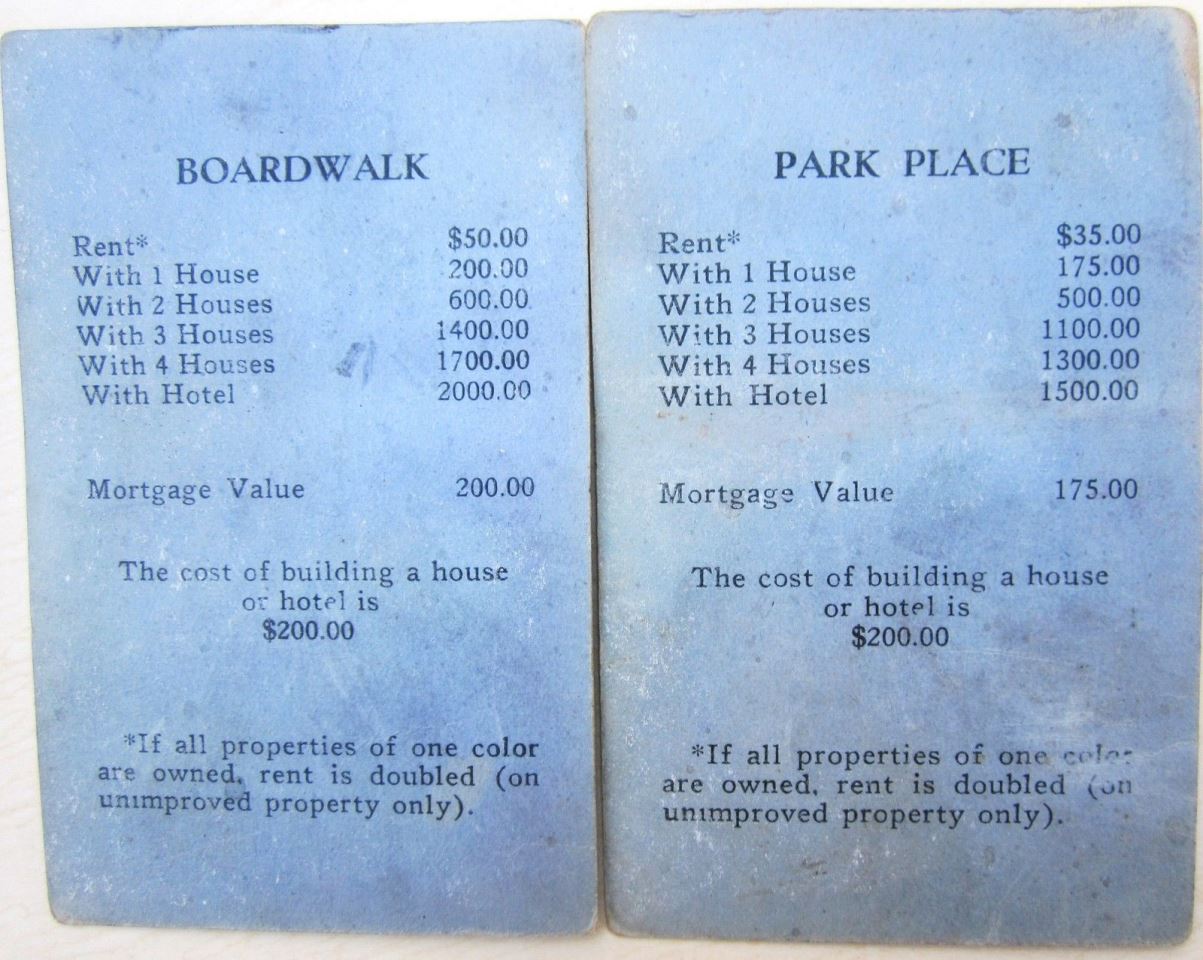 BOARDWALK
Rent* $50.00
With 1 House 200.00
With 2 Houses 600.00
With 3 Houses 1400.00
With 4 Houses 1700.00
With Hotel 2000.00
Mortgage Value 200.00
The cost of building a house
or hotel is
$200.00
*If all properties of one color
are owned, rent is doubled (on
unimproved property only).
PARK PLACE
Rent* $35.00
With 1 House 175.00
With 2 Houses 500.00
With 3 Houses 1100.00
With 4 Houses 1300.00
With Hotel 1500.00
Mortgage Value 175.00
The cost of building a house
or hotel is
$200.00
*If all properties of one color
are owned, rent is doubled (on
unimproved property only).